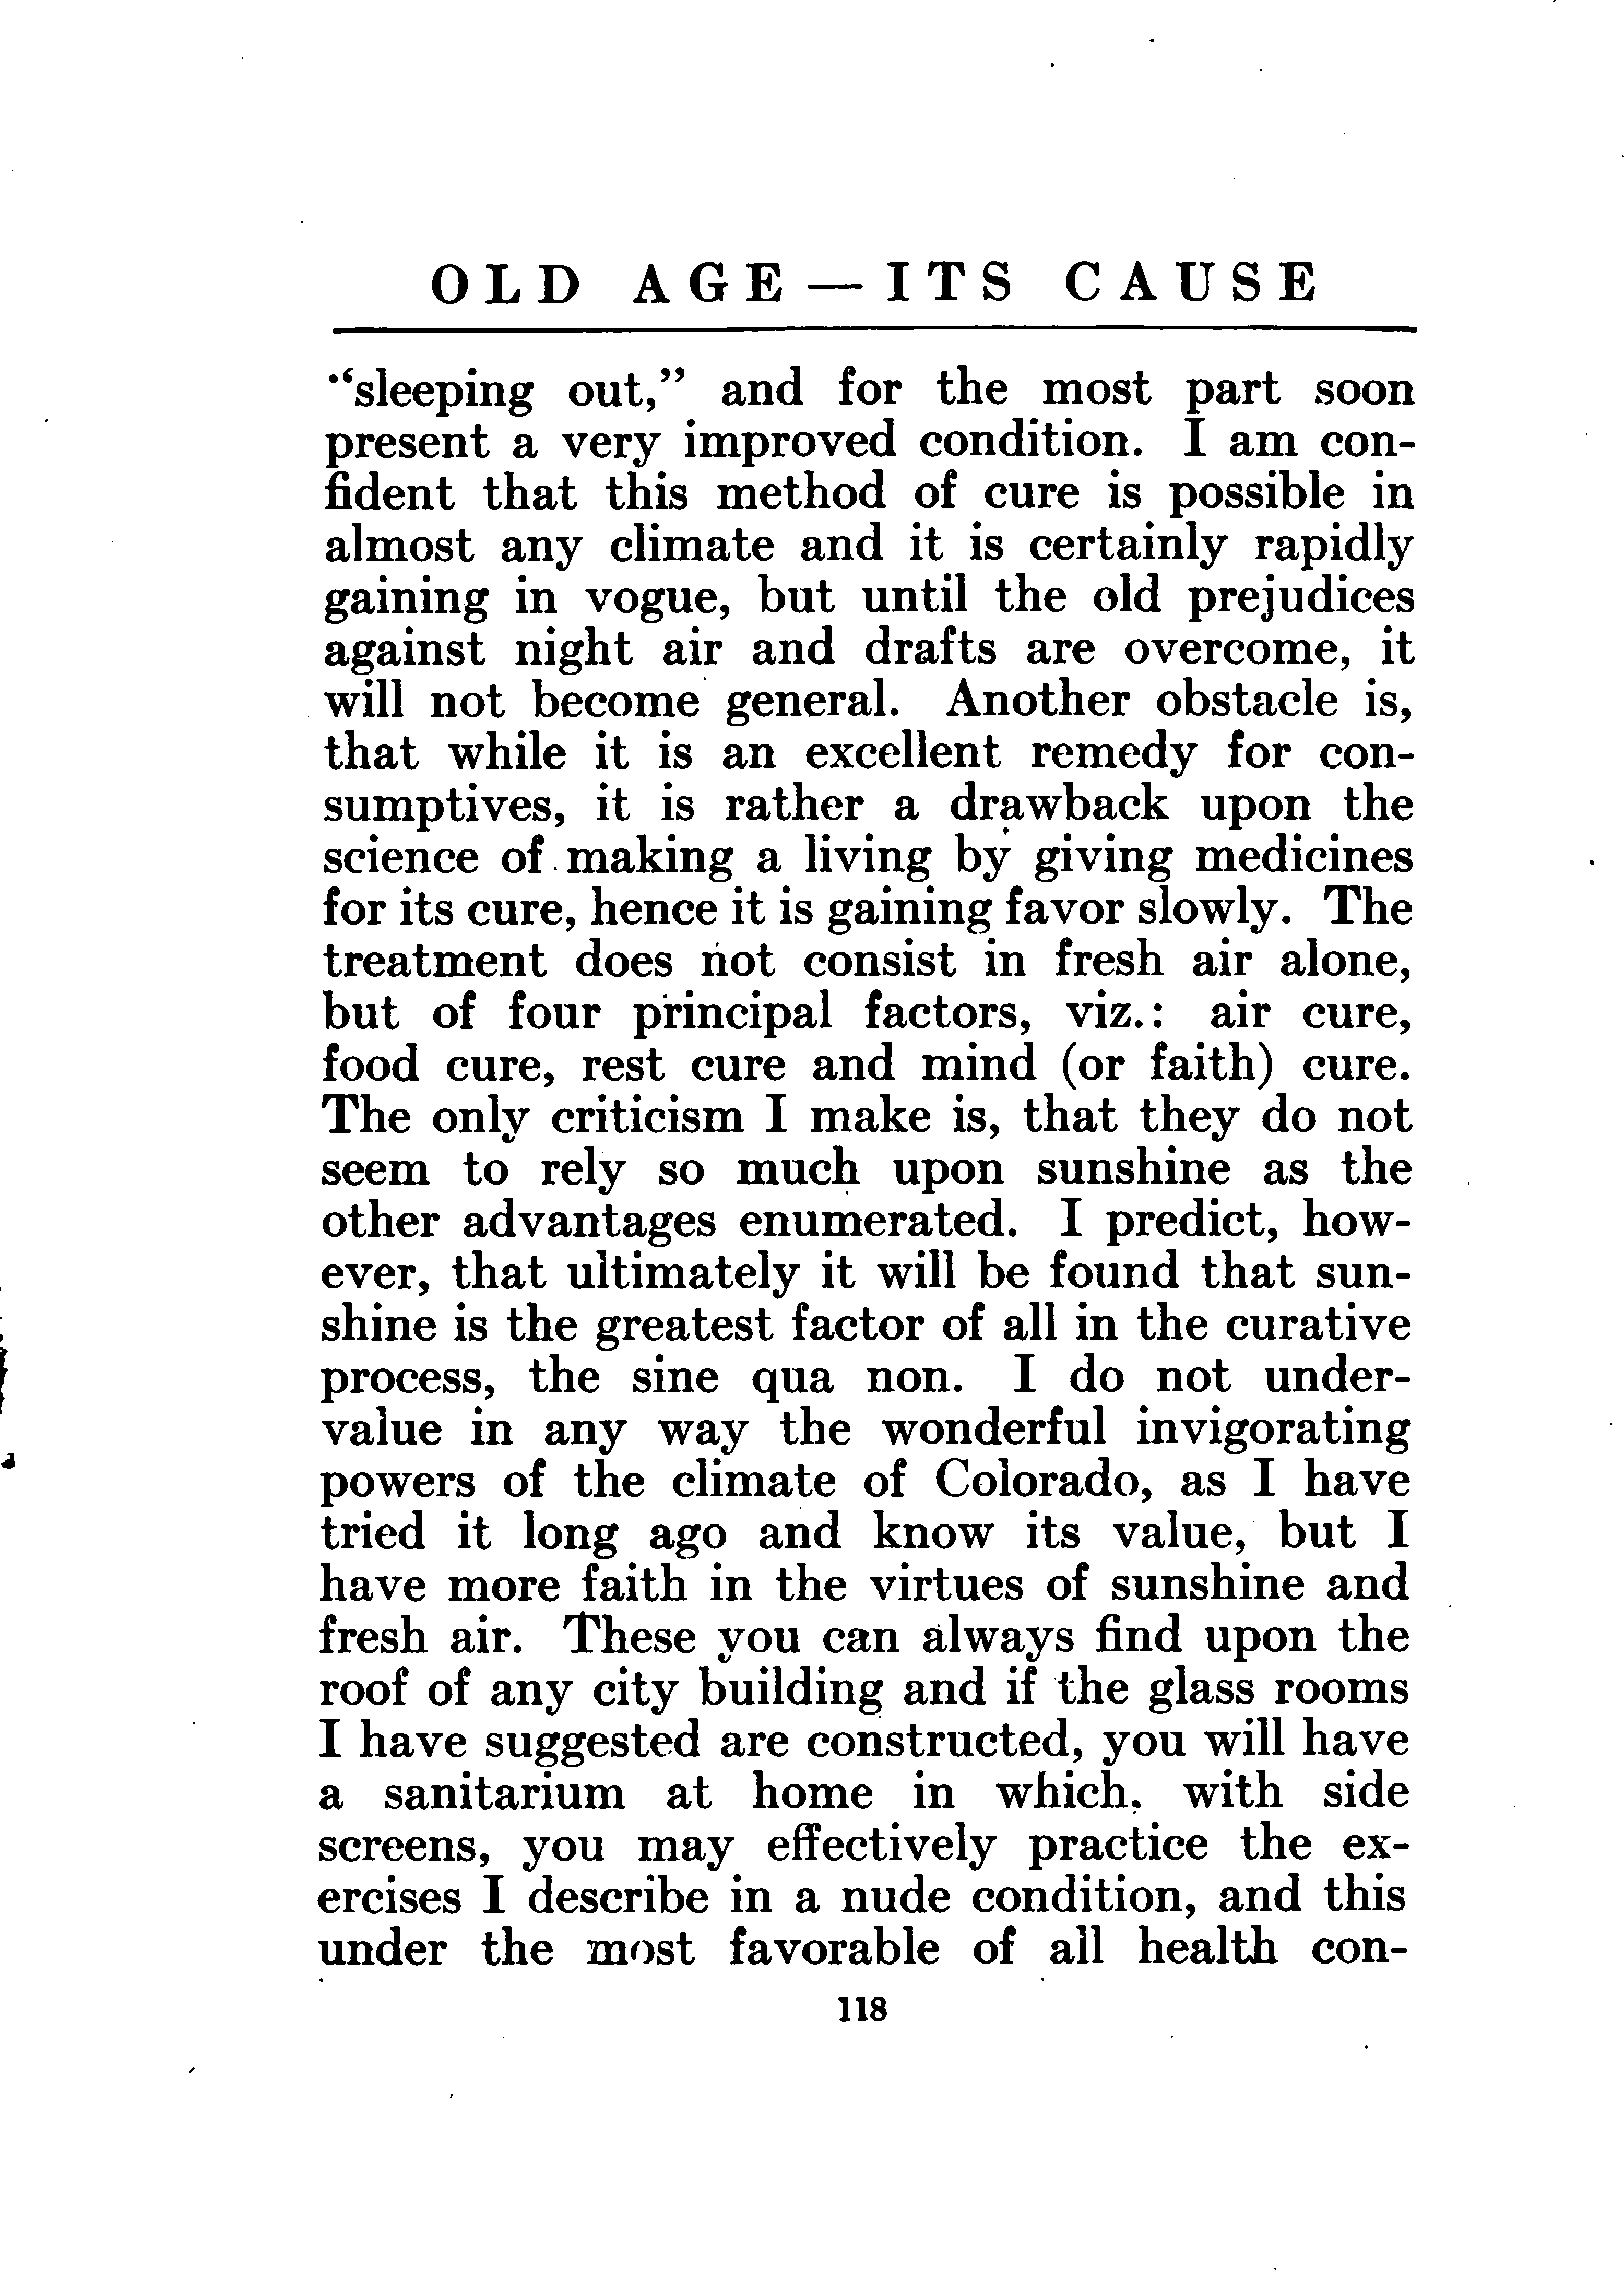 OLD AGE—ITS CAUSE
“sleeping out,” and for the most part soon
present a very improved condition. I am con-
fident that this method of cure is possible in
almost any climate and it is certainly rapidly
gaining in vogue, but until the old prejudices
against night air and drafts are overcome, it
will not become general. Another obstacle is,
that while it is an excellent remedy for con-
sumptives, it is rather a drawback upon the
science of making a living by giving medicines
for its cure, hence it is gaining favor slowly. The
treatment does not consist in fresh air alone,
but of four principal factors, viz.: air cure,
food cure, rest cure and mind (or faith) cure.
The only criticism I make is, that they do not
seem to rely so much upon sunshine as the
other advantages enumerated. I predict, how-
ever, that ultimately it will be found that sun-
shine is the greatest factor of all in the curative
process, the sine qua non. I do not under-
value in any way the wonderful invigorating
powers of the climate of Colorado, as I have
tried it long ago and know its value, but I
have more faith in the virtues of sunshine and
fresh air. These you can always find upon the
roof of any city building and if the glass rooms
I have suggested are constructed, you will have
a sanitarium at home in which, with side
screens, you may effectively practice the ex-
ercises I describe in a nude condition, and this
under the most favorable of all health con-
118